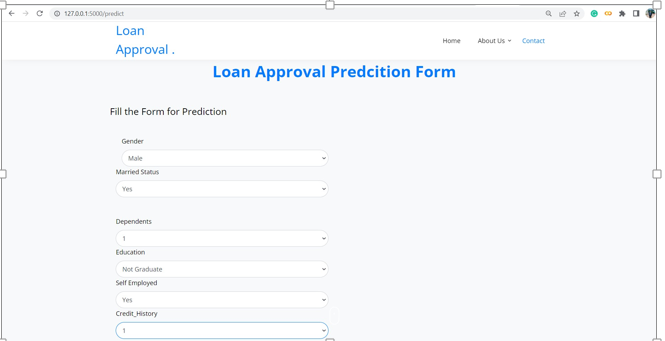 127.0.0.1:5000/predict
Loan
Approval .
Home
About Us
Contact
Loan Approval Predcition Form
Fill the Form for Prediction
Gender
Male
Married Status
Yes
Dependents
1
Education
Not Graduate
Self Employed
Yes
Credit_History
1